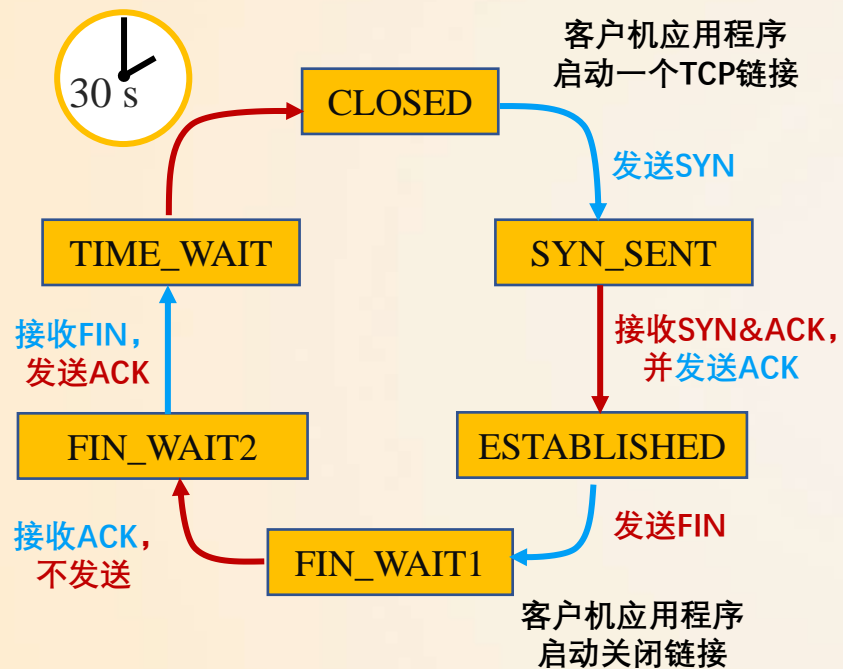 30 s
客户机应用程序
启动一个TCP链接
CLOSED
发送SYN
TIME_WAIT
SYN_SENT
接收FIN，
发送ACK
接收SYN&ACK，
并发送ACK
FIN_WAIT2
ESTABLISHED
接收ACK，
不发送
发送FIN
FIN_WAIT1
客户机应用程序
启动关闭链接